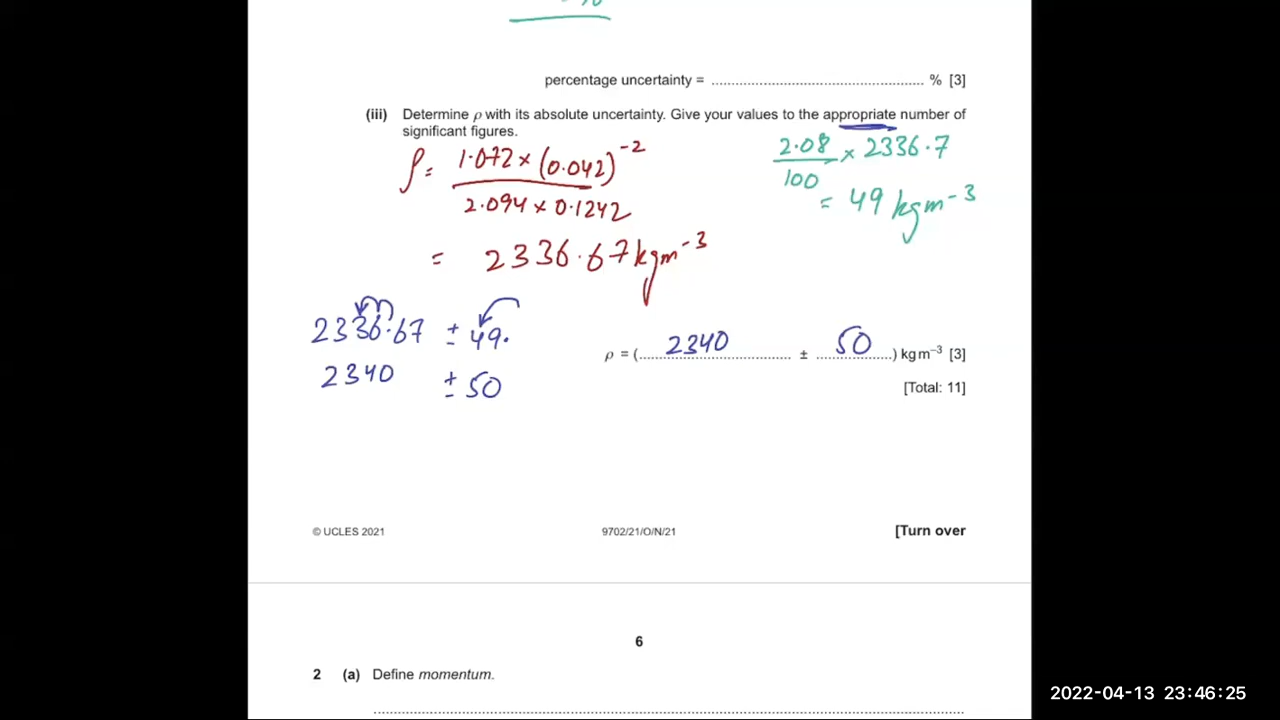 percentage uncertainty = ................................................ % [3]
(iii) Determine ρ with its absolute uncertainty. Give your values to the appropriate number of
significant figures.
ρ = 1.072 × (0.042)⁻²
2.094 × 0.1242
= 2336.67 kgm⁻³
2.08 × 2336.7
100
= 49 kgm⁻³
2336.67 ± 49.
2340 ± 50
ρ = ( 2340 ± 50 ) kg m⁻³ [3]
[Total: 11]
© UCLES 2021
9702/21/O/N/21
[Turn over
6
2 (a) Define momentum.
2022-04-13 23:46:25